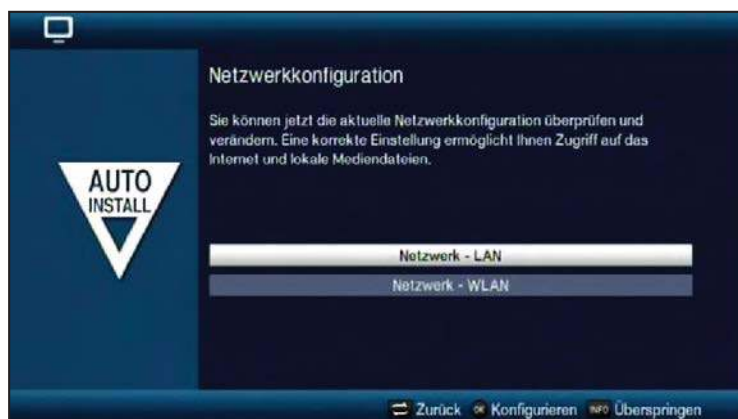 Netzwerkkonfiguration
Sie können jetzt die aktuelle Netzwerkkonfiguration überprüfen und
verändern. Eine korrekte Einstellung ermöglicht Ihnen Zugriff auf das
Internet und lokale Mediendateien.
AUTO
INSTALL
Netzwerk - LAN
Netzwerk - WLAN
Zurück OK Konfigurieren INFO Überspringen